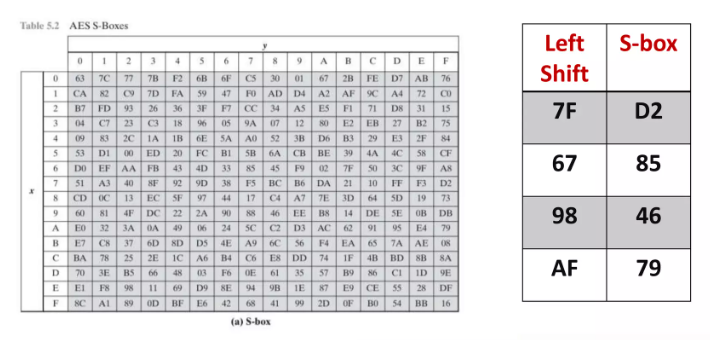 Table 5.2 AES S-Boxes
y
0 1 2 3 4 5 6 7 8 9 A B C D E F
0 63 7C 77 7B F2 6B 6F C5 30 01 67 2B FE D7 AB 76
1 CA 82 C9 7D FA 59 47 F0 AD D4 A2 AF 9C A4 72 C0
2 B7 FD 93 26 36 3F F7 CC 34 A5 E5 F1 71 D8 31 15
3 04 C7 23 C3 18 96 05 9A 07 12 80 E2 EB 27 B2 75
4 09 83 2C 1A 1B 6E 5A A0 52 3B D6 B3 29 E3 2F 84
5 53 D1 00 ED 20 FC B1 5B 6A CB BE 39 4A 4C 58 CF
6 D0 EF AA FB 43 4D 33 85 45 F9 02 7F 50 3C 9F A8
x
7 51 A3 40 8F 92 9D 38 F5 BC B6 DA 21 10 FF F3 D2
8 CD 0C 13 EC 5F 97 44 17 C4 A7 7E 3D 64 5D 19 73
9 60 81 4F DC 22 2A 90 88 46 EE B8 14 DE 5E 0B DB
A E0 32 3A 0A 49 06 24 5C C2 D3 AC 62 91 95 E4 79
B E7 C8 37 6D 8D D5 4E A9 6C 56 F4 EA 65 7A AE 08
C BA 78 25 2E 1C A6 B4 C6 E8 DD 74 1F 4B BD 8B 8A
D 70 3E B5 66 48 03 F6 0E 61 35 57 B9 86 C1 1D 9E
E E1 F8 98 11 69 D9 8E 94 9B 1E 87 E9 CE 55 28 DF
F 8C A1 89 0D BF E6 42 68 41 99 2D 0F B0 54 BB 16
(a) S-box
Left S-box
Shift
7F D2
67 85
98 46
AF 79